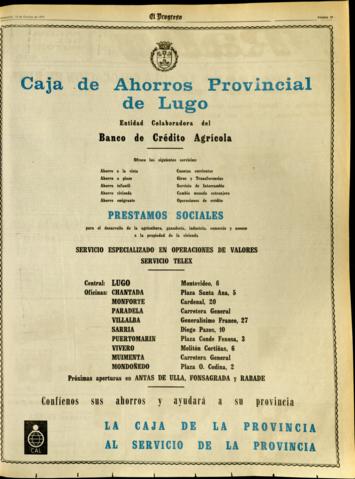 El Progreso
Caja de Ahorros Provincial
de Lugo
Entidad Colaboradora del
Banco de Crédito Agrícola
Ofrece los siguientes servicios:
Ahorro a la vista Cuentas corrientes
Ahorro a plazo Giros y Transferencias
Ahorro infantil Servicio de Intercambio
Ahorro vivienda Cambio moneda extranjera
Ahorro emigrante Operaciones de crédito
PRESTAMOS SOCIALES
para el desarrollo de la agricultura, ganadería, industria, comercio y acceso
a la propiedad de la vivienda
SERVICIO ESPECIALIZADO EN OPERACIONES DE VALORES
SERVICIO TELEX
Central: LUGO Montevideo, 6
Oficinas: CHANTADA Plaza Santa Ana, 5
MONFORTE Cardenal, 20
PARADELA Carretera General
VILLALBA Generalísimo Franco, 27
SARRIA Diego Pazos, 10
PUERTOMARIN Plaza Conde Fenosa, 3
VIVERO Melitón Cortiñas, 6
MUIMENTA Carretera General
MONDOÑEDO Plaza O. Codina, 2
Próximas aperturas en ANTAS DE ULLA, FONSAGRADA y RABADE
Confíenos sus ahorros y ayudará a su provincia
CAL
LA CAJA DE LA PROVINCIA
AL SERVICIO DE LA PROVINCIA